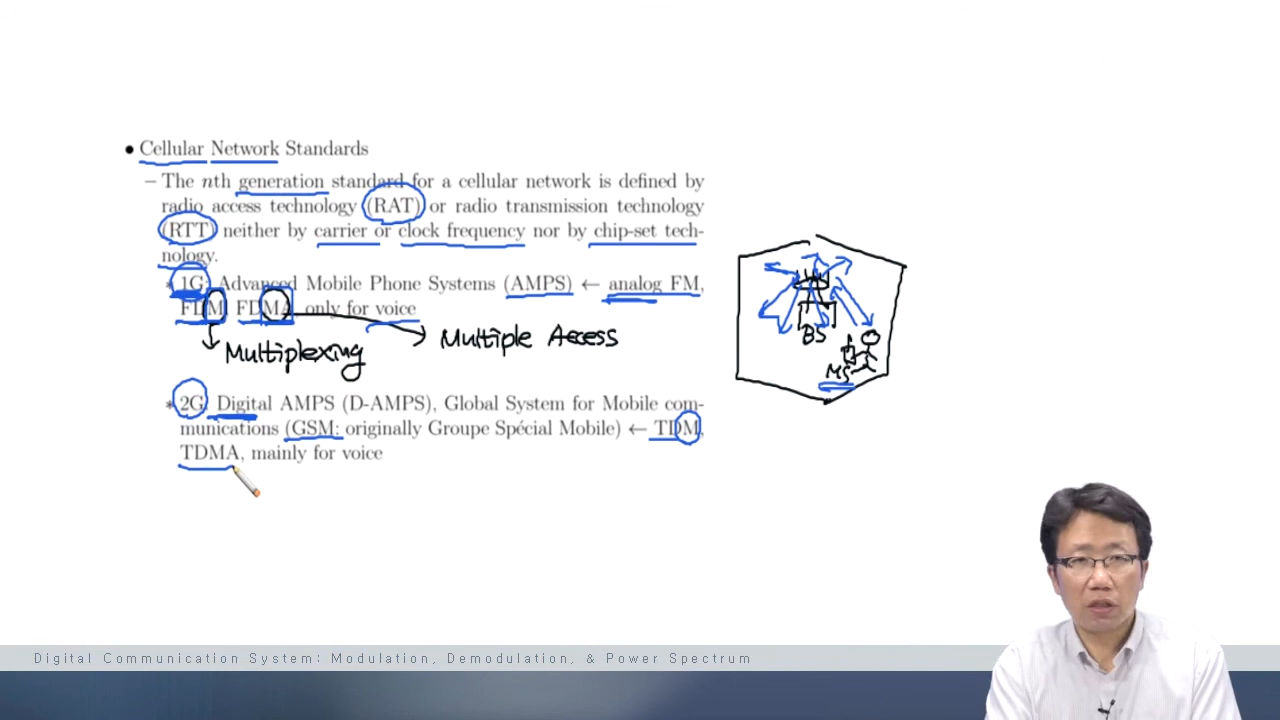 • Cellular Network Standards
– The nth generation standard for a cellular network is defined by
radio access technology (RAT) or radio transmission technology
(RTT) neither by carrier or clock frequency nor by chip-set tech-
nology.
* 1G: Advanced Mobile Phone Systems (AMPS) ← analog FM,
FDM, FDMA, only for voice
Multiplexing
Multiple Access
* 2G: Digital AMPS (D-AMPS), Global System for Mobile com-
munications (GSM: originally Groupe Spécial Mobile) ← TDM,
TDMA, mainly for voice
BS
MS
Digital Communication System: Modulation, Demodulation, & Power Spectrum